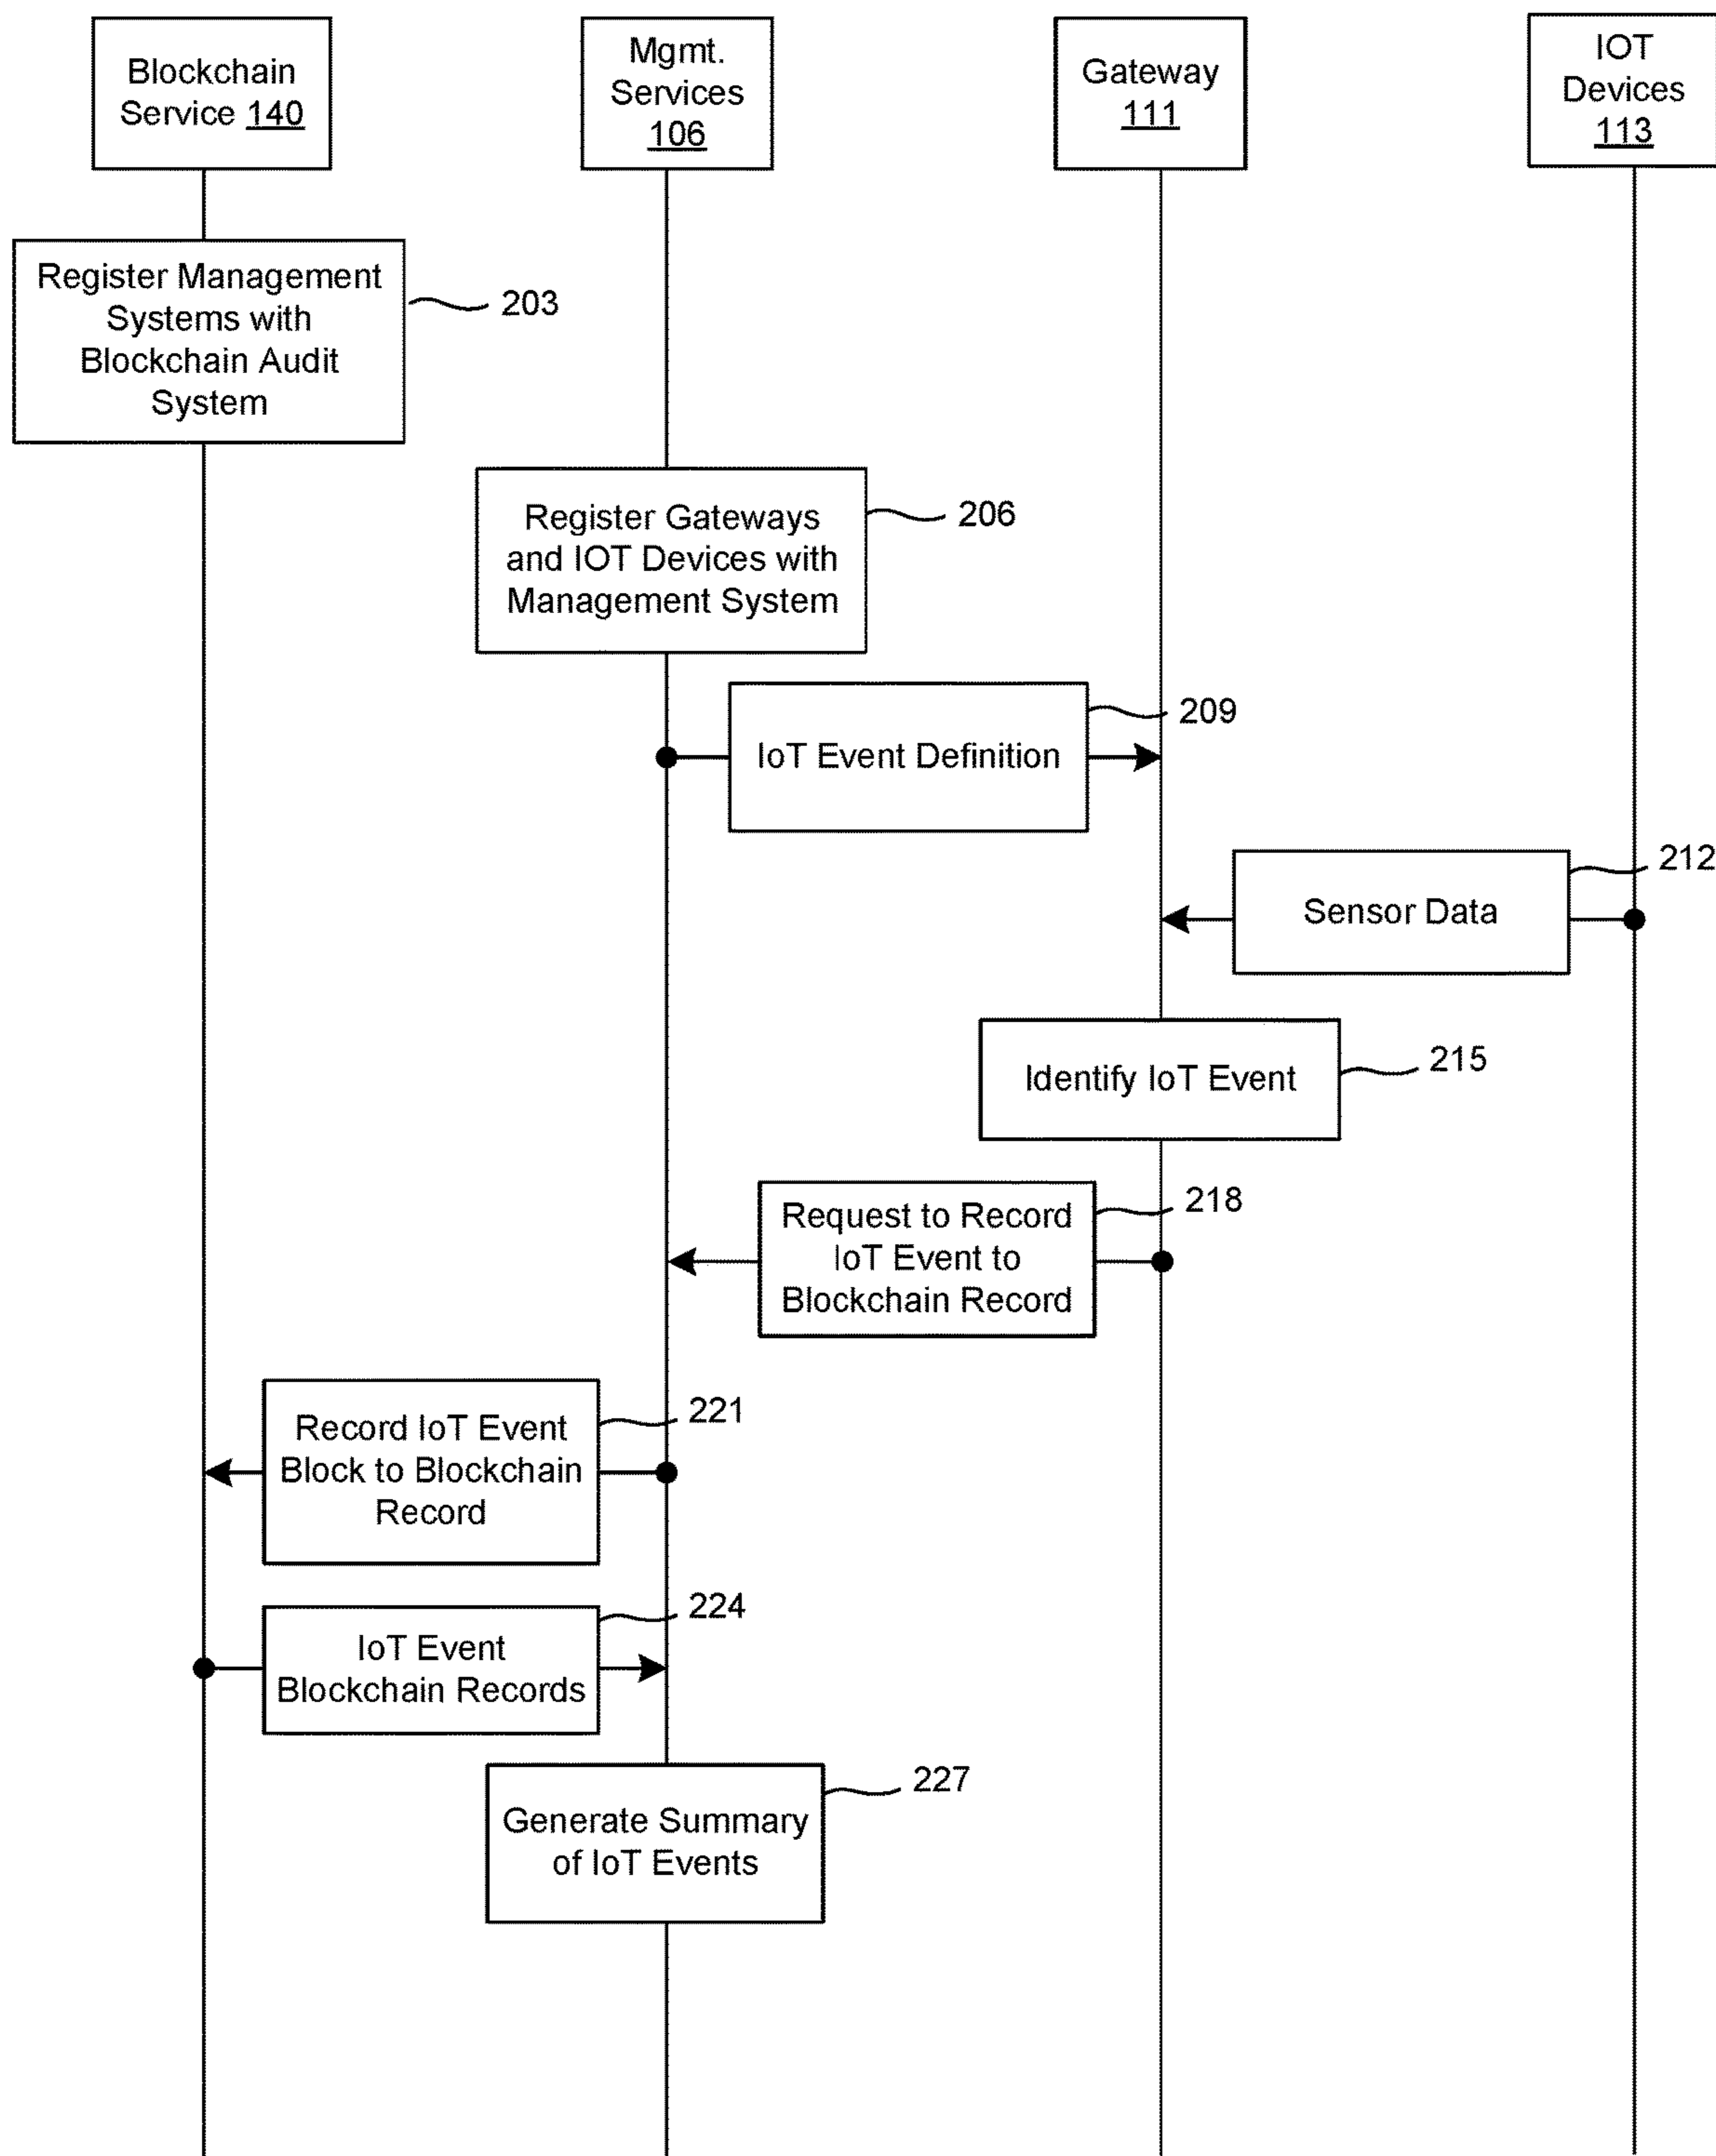 Blockchain
Service 140
Mgmt.
Services
106
Gateway
111
IOT
Devices
113
Register Management
Systems with
Blockchain Audit
System
203
Register Gateways
and IOT Devices with
Management System
206
IoT Event Definition
209
Sensor Data
212
Identify IoT Event
215
Request to Record
IoT Event to
Blockchain Record
218
Record IoT Event
Block to Blockchain
Record
221
IoT Event
Blockchain Records
224
Generate Summary
of IoT Events
227